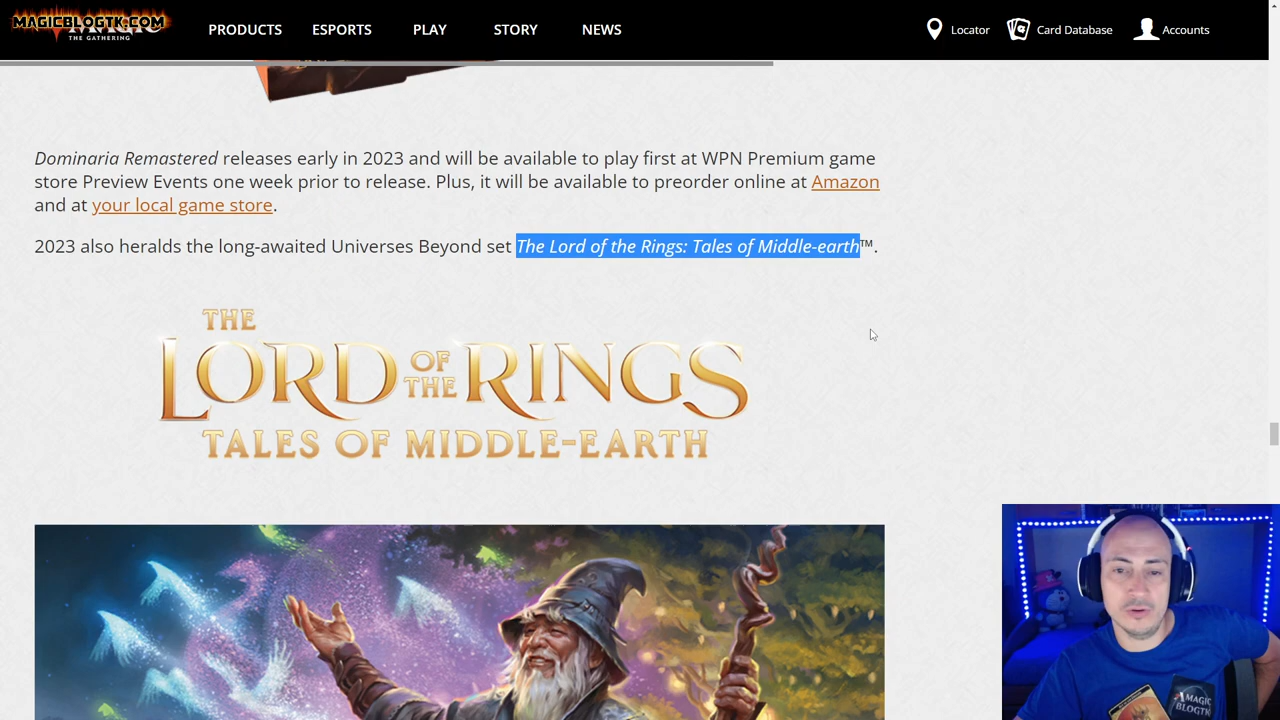 MAGICBLOGTK.COM
THE GATHERING
PRODUCTS
ESPORTS
PLAY
STORY
NEWS
Locator
Card Database
Accounts
Dominaria Remastered releases early in 2023 and will be available to play first at WPN Premium game
store Preview Events one week prior to release. Plus, it will be available to preorder online at Amazon
and at your local game store.
2023 also heralds the long-awaited Universes Beyond set The Lord of the Rings: Tales of Middle-earth™.
THE
LORD OF THE RINGS
TALES OF MIDDLE-EARTH
AMAGIC
BLOGTK